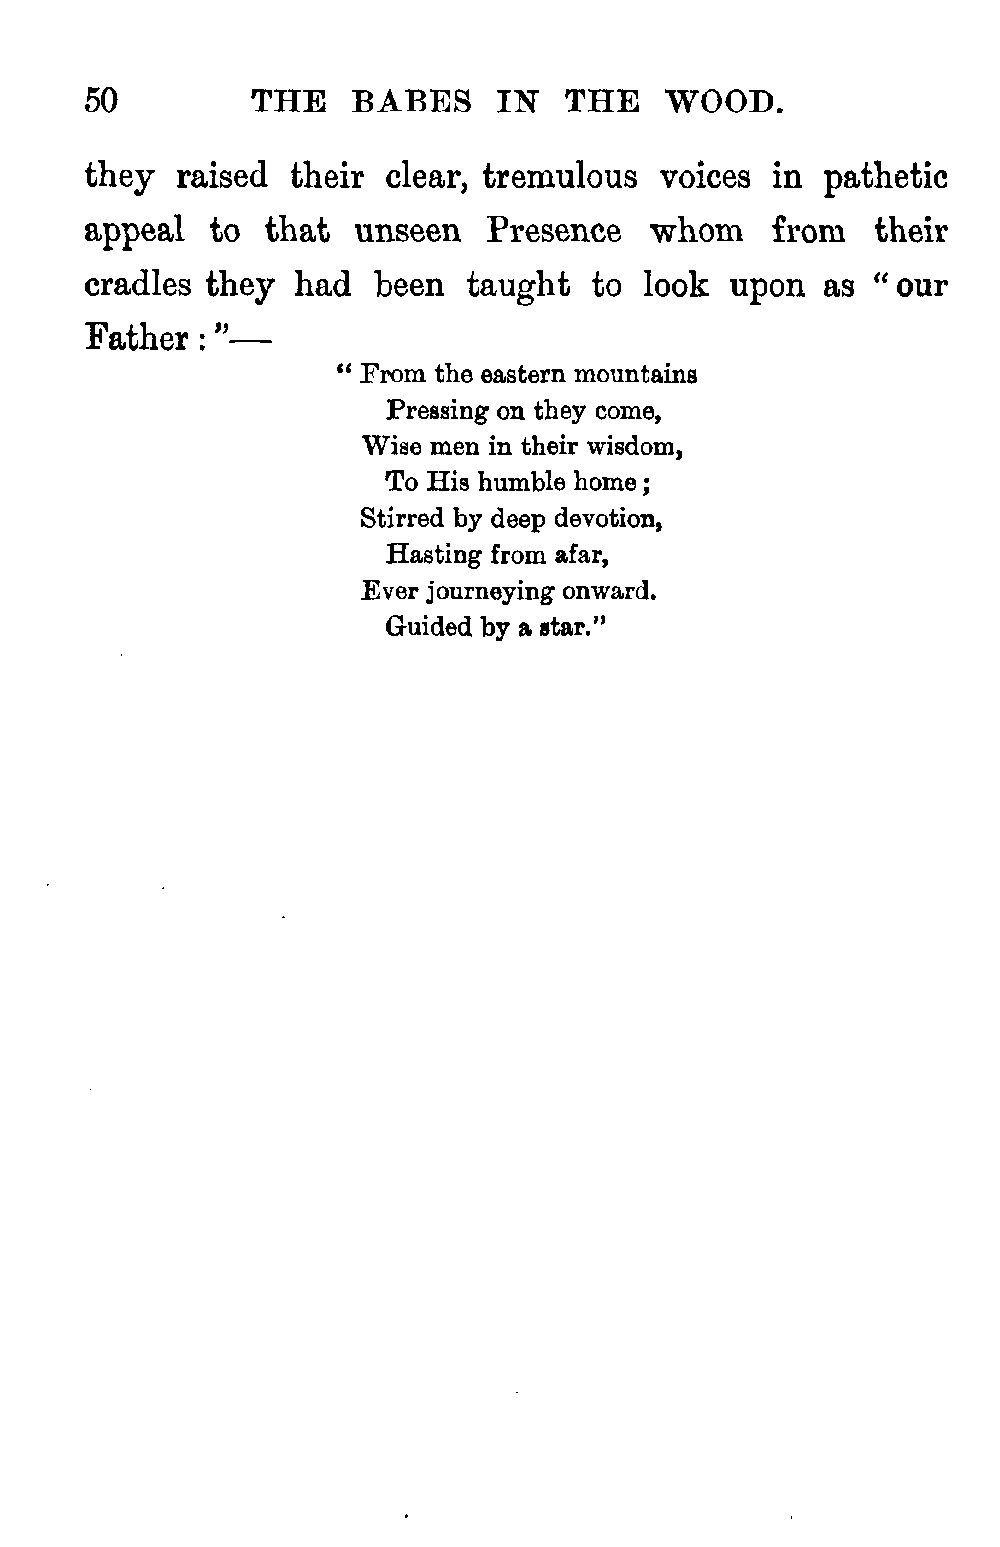 50 THE BABES IN THE WOOD.
they raised their clear, tremulous voices in pathetic
appeal to that unseen Presence whom from their
cradles they had been taught to look upon as “our
Father:”—
“From the eastern mountains
Pressing on they come,
Wise men in their wisdom,
To His humble home;
Stirred by deep devotion,
Hasting from afar,
Ever journeying onward.
Guided by a star.”